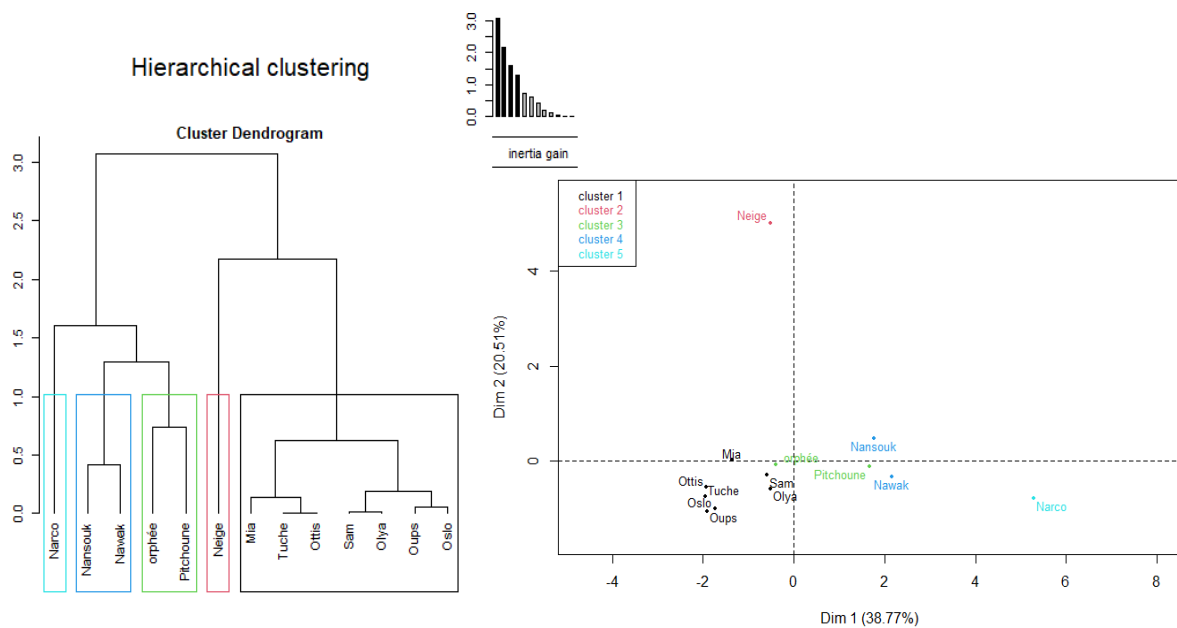 Hierarchical clustering
Cluster Dendrogram
3.0
2.5
2.0
1.5
1.0
0.5
0.0
Narco
Nansouk
Nawak
orphée
Pitchoune
Neige
Mia
Tuche
Ottis
Sam
Olya
Oups
Oslo
3.0
2.0
1.0
0.0
inertia gain
cluster 1
cluster 2
cluster 3
cluster 4
cluster 5
Neige
Nansouk
Mia
orphée
Pitchoune
Ottis
Tuche
Sam
Nawak
Oslo
Olya
Oups
Narco
4
2
0
Dim 2 (20.51%)
-4 -2 0 2 4 6 8
Dim 1 (38.77%)